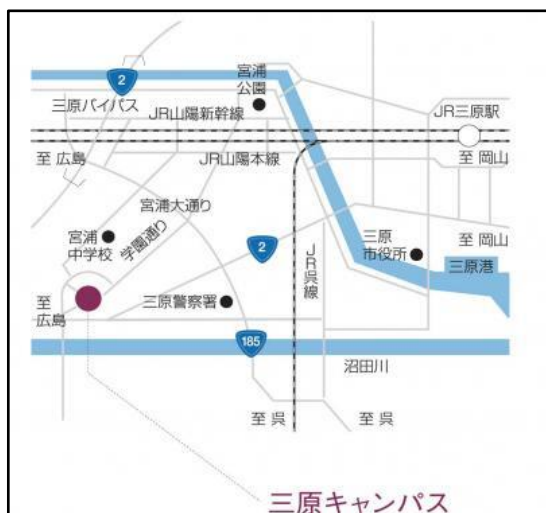 宮浦
公園
2
三原バイパス
JR山陽新幹線
JR三原駅
至 広島
JR山陽本線
至 岡山
宮浦大通り
宮浦
中学校
学園通り
2
JR呉線
三原
市役所
至 岡山
三原港
至
広島
三原警察署
185
沼田川
至 呉
至 呉
三原キャンパス